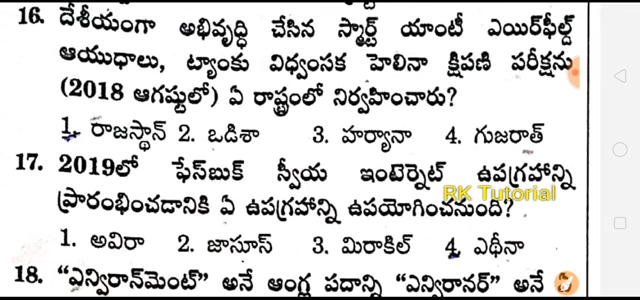 16. దేశీయంగా అభివృద్ధి చేసిన స్మార్ట్ యాంటీ ఎయిర్‌ఫీల్డ్
ఆయుధాలు, ట్యాంకు విధ్వంసక హెలినా క్షిపణి పరీక్షను
(2018 ఆగష్టులో) ఏ రాష్ట్రంలో నిర్వహించారు?
1. రాజస్థాన్ 2. ఒడిశా 3. హర్యానా 4. గుజరాత్
17. 2019లో ఫేస్‌బుక్ స్వీయ ఇంటర్నెట్ ఉపగ్రహాన్ని
RK Tutorial
ప్రారంభించడానికి ఏ ఉపగ్రహాన్ని ఉపయోగించనుంది?
1. అవిరా 2. జాసూస్ 3. మిరాకిల్ 4. ఎథీనా
18. "ఎన్విరాన్‌మెంట్" అనే ఆంగ్ల పదాన్ని "ఎన్విరానర్" అనే